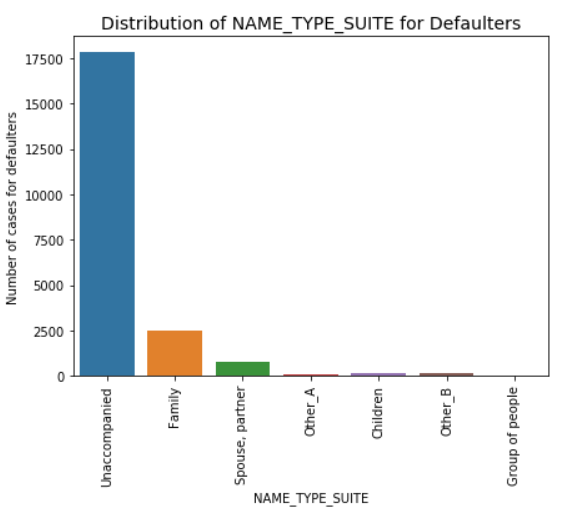 Distribution of NAME_TYPE_SUITE for Defaulters
Number of cases for defaulters
17500
15000
12500
10000
7500
5000
2500
0
Unaccompanied
Family
Spouse, partner
Other_A
Children
Other_B
Group of people
NAME_TYPE_SUITE